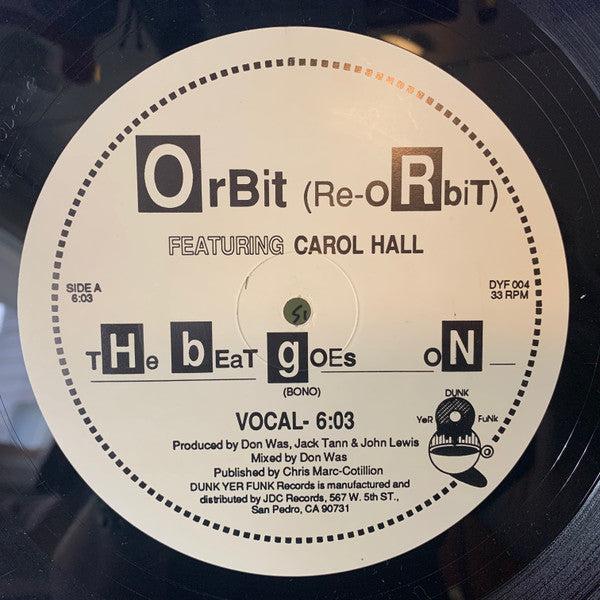 OrBit (Re-oRbiT)
FEATURING CAROL HALL
SIDE A
6:03
DYF 004
33 RPM
THe bEaT gOEs oN
(BONO)
VOCAL- 6:03
Produced by Don Was, Jack Tann & John Lewis
Mixed by Don Was
Published by Chris Marc-Cotillion
DUNK YER FUNK Records is manufactured and
distributed by JDC Records, 567 W. 5th ST.,
San Pedro, CA 90731
DUNK
YeR FuNk